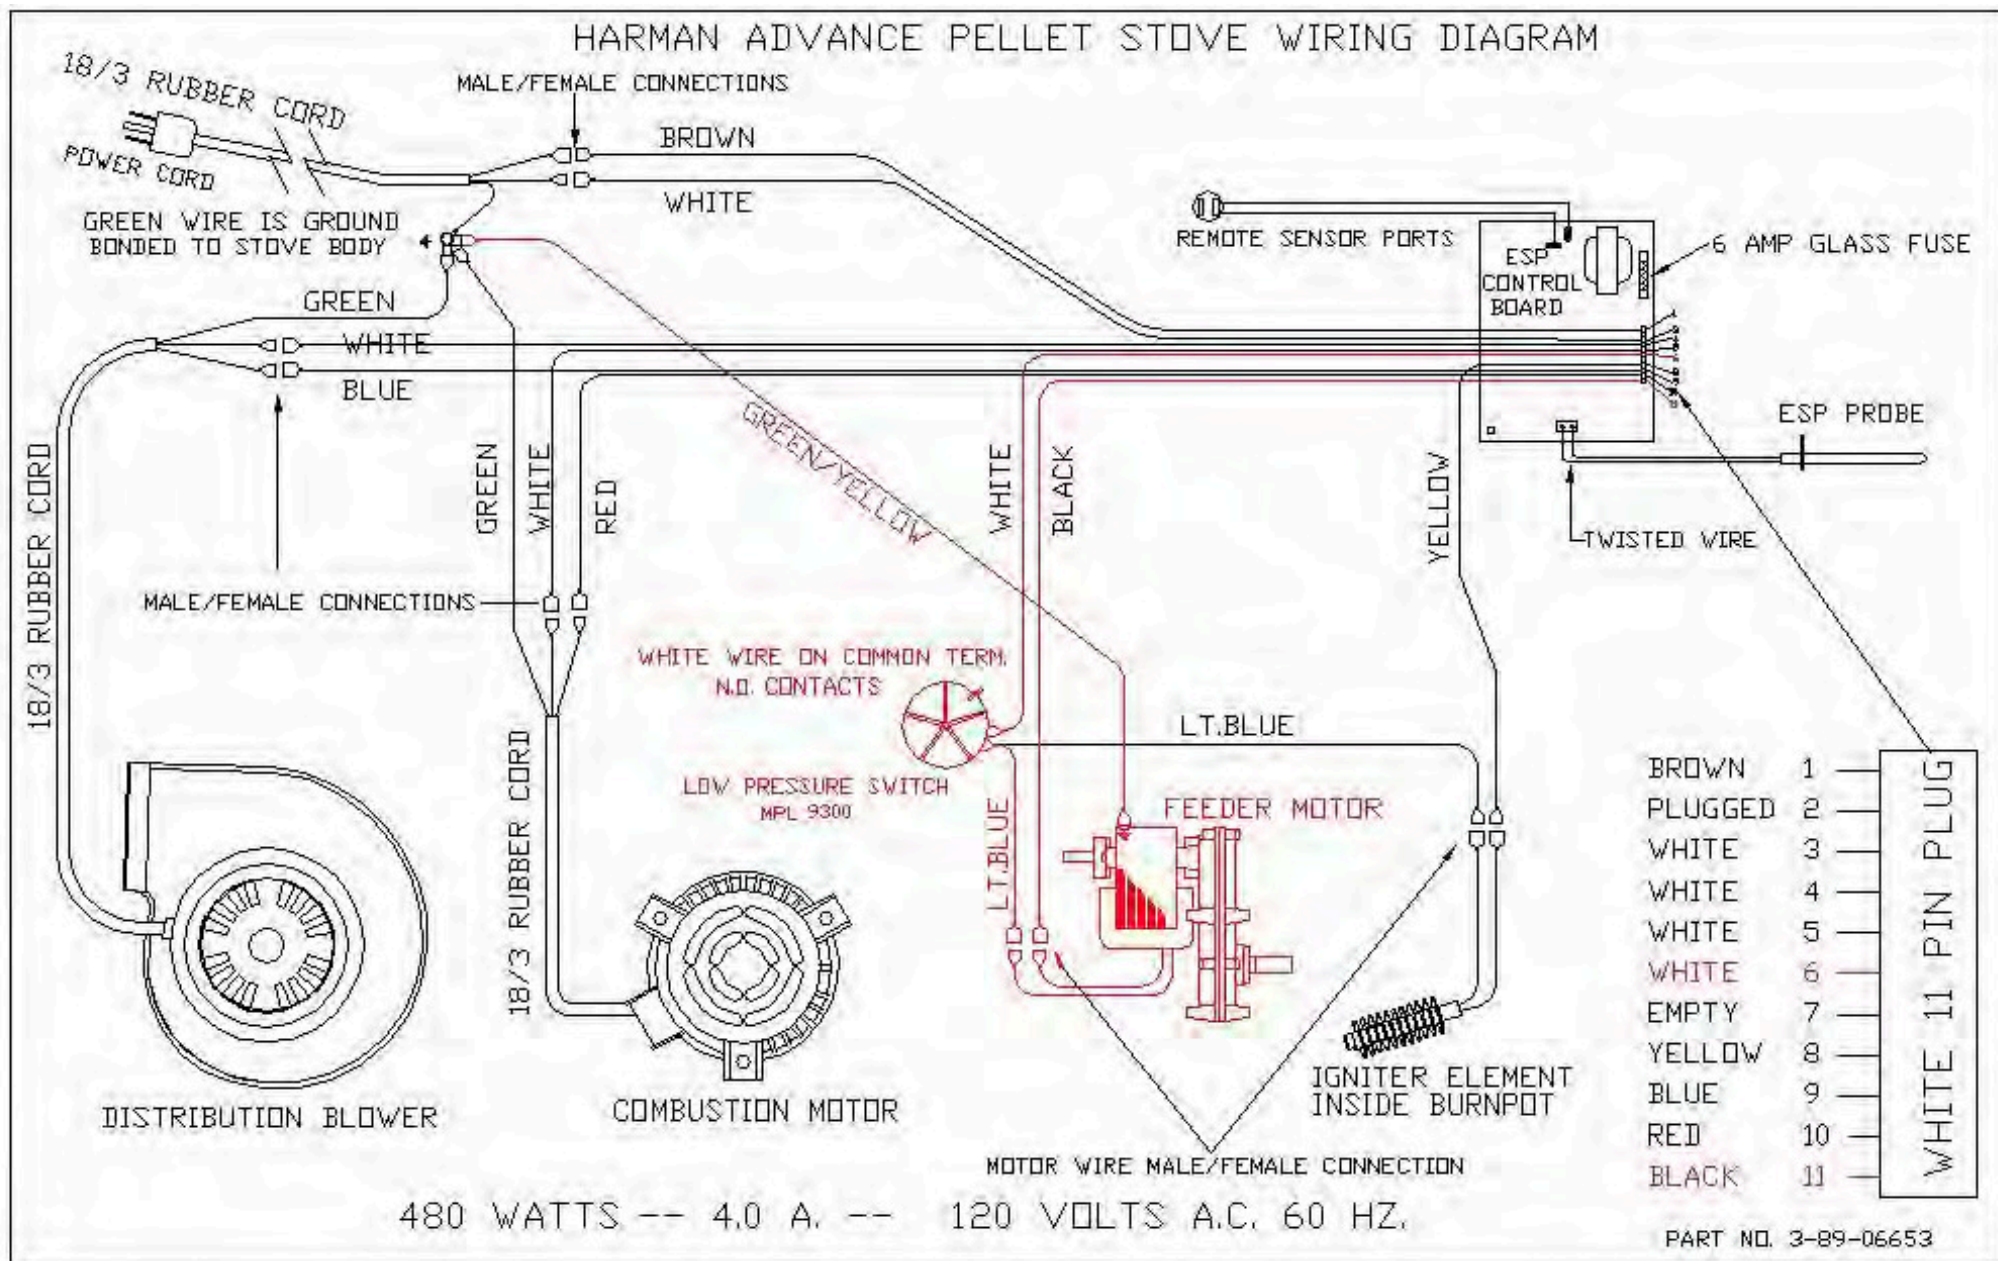 HARMAN ADVANCE PELLET STOVE WIRING DIAGRAM
18/3 RUBBER CORD
POWER CORD
MALE/FEMALE CONNECTIONS
BROWN
WHITE
GREEN WIRE IS GROUND
BONDED TO STOVE BODY
REMOTE SENSOR PORTS
ESP
CONTROL
BOARD
6 AMP GLASS FUSE
GREEN
WHITE
BLUE
18/3 RUBBER CORD
GREEN
WHITE
RED
GREEN/YELLOW
WHITE
BLACK
YELLOW
ESP PROBE
TWISTED WIRE
MALE/FEMALE CONNECTIONS
WHITE WIRE ON COMMON TERM.
N.O. CONTACTS
LOW PRESSURE SWITCH
MPL 9300
18/3 RUBBER CORD
LT.BLUE
LT.BLUE
FEEDER MOTOR
DISTRIBUTION BLOWER
COMBUSTION MOTOR
IGNITER ELEMENT
INSIDE BURNPOT
MOTOR WIRE MALE/FEMALE CONNECTION
BROWN 1
PLUGGED 2
WHITE 3
WHITE 4
WHITE 5
WHITE 6
EMPTY 7
YELLOW 8
BLUE 9
RED 10
BLACK 11
WHITE 11 PIN PLUG
480 WATTS -- 4.0 A. -- 120 VOLTS A.C. 60 HZ.
PART NO. 3-89-06653